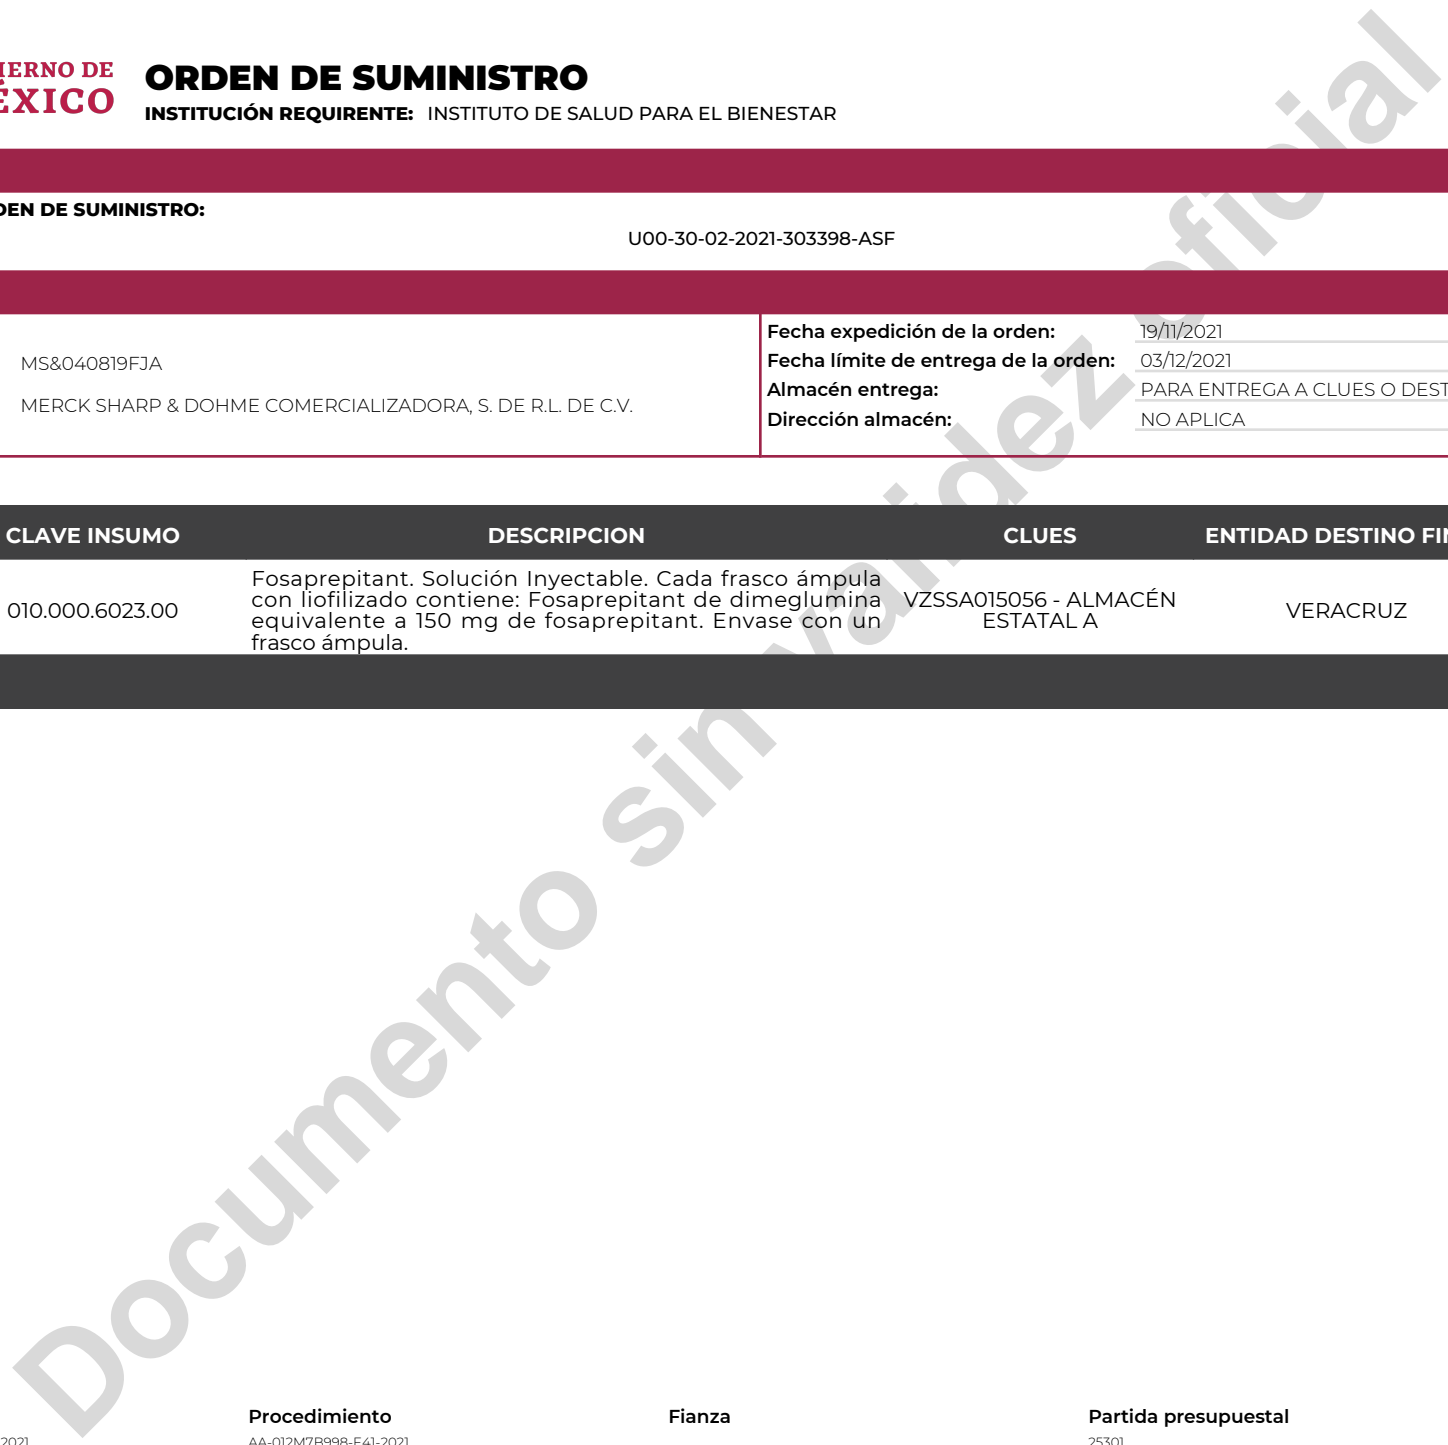 IERNO DE
ÉXICO
ORDEN DE SUMINISTRO
INSTITUCIÓN REQUIRENTE: INSTITUTO DE SALUD PARA EL BIENESTAR
DEN DE SUMINISTRO:
U00-30-02-2021-303398-ASF
MS&040819FJA
MERCK SHARP & DOHME COMERCIALIZADORA, S. DE R.L. DE C.V.
Fecha expedición de la orden: 19/11/2021
Fecha límite de entrega de la orden: 03/12/2021
Almacén entrega: PARA ENTREGA A CLUES O DEST
Dirección almacén: NO APLICA
CLAVE INSUMO DESCRIPCION CLUES ENTIDAD DESTINO FIN
010.000.6023.00
Fosaprepitant. Solución Inyectable. Cada frasco ámpula
con liofilizado contiene: Fosaprepitant de dimeglumina
equivalente a 150 mg de fosaprepitant. Envase con un
frasco ámpula.
VZSSA015056 - ALMACÉN
ESTATAL A
VERACRUZ
Documento sin validez oficial
Procedimiento Fianza Partida presupuestal
2021 AA-012M7B998-E41-2021 25301